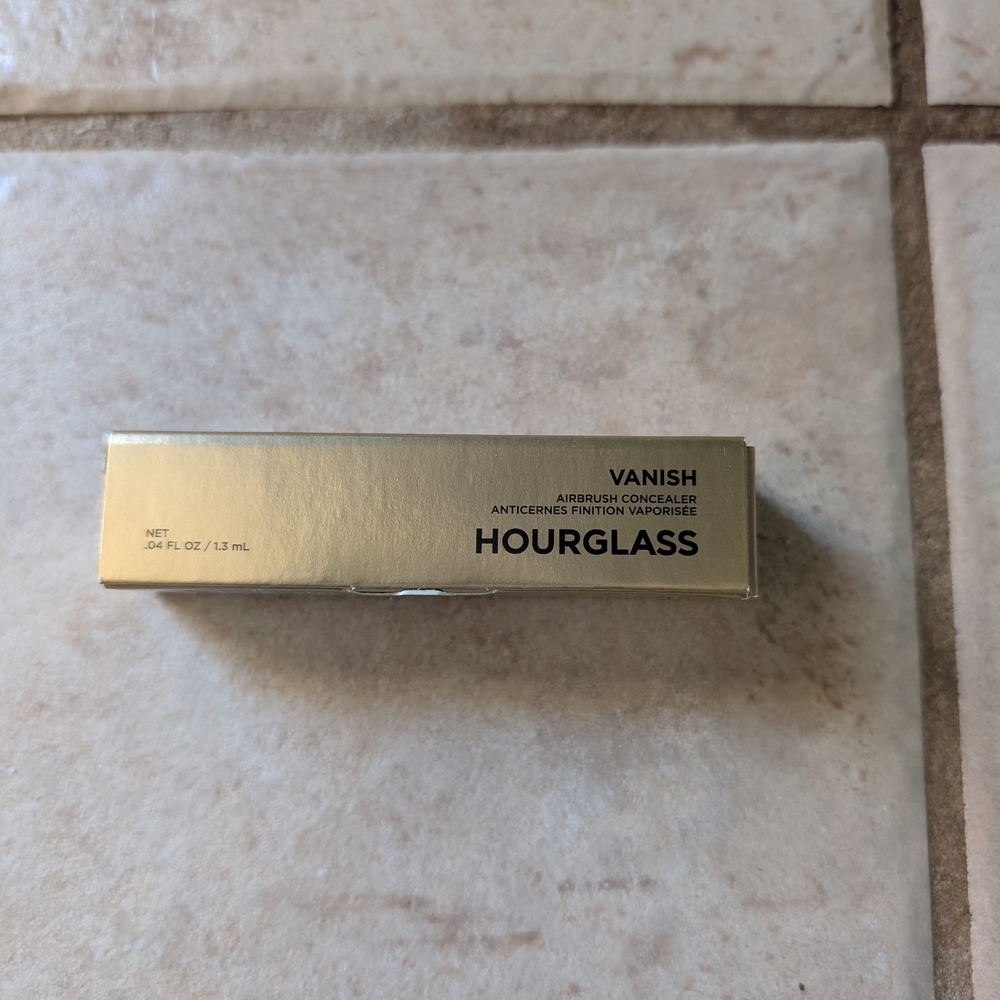 VANISH
AIRBRUSH CONCEALER
ANTICERNES FINITION VAPORISÉE
HOURGLASS
NET
.04 FL OZ / 1.3 mL